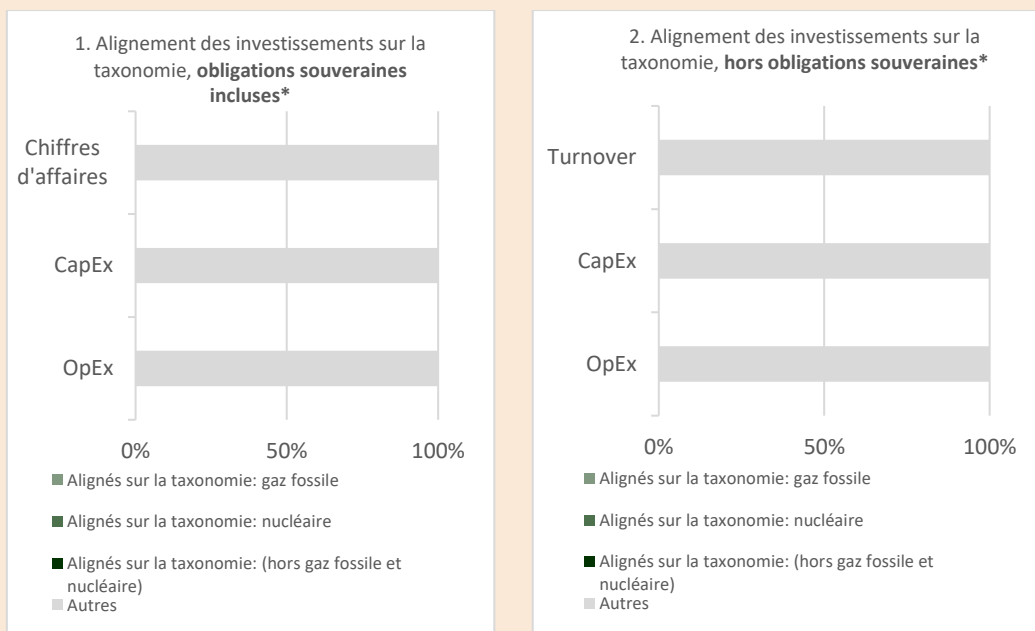 1. Alignement des investissements sur la
taxonomie, obligations souveraines
incluses*
Chiffres
d'affaires
CapEx
OpEx
0%
50%
100%
Alignés sur la taxonomie: gaz fossile
Alignés sur la taxonomie: nucléaire
Alignés sur la taxonomie: (hors gaz fossile et
nucléaire)
Autres
2. Alignement des investissements sur la
taxonomie, hors obligations souveraines*
Turnover
CapEx
OpEx
0%
50%
100%
Alignés sur la taxonomie: gaz fossile
Alignés sur la taxonomie: nucléaire
Alignés sur la taxonomie: (hors gaz fossile et
nucléaire)
Autres